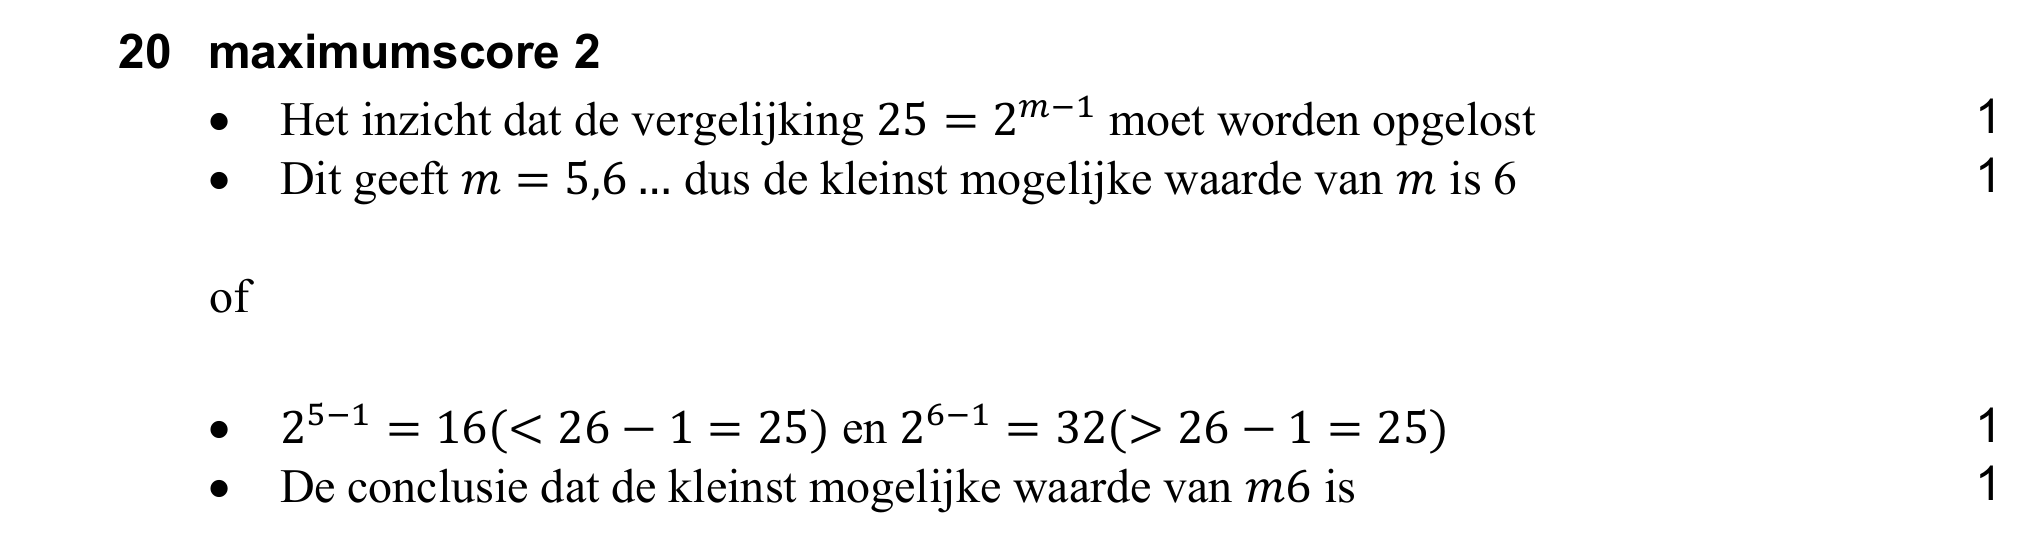 20 maximumscore 2
• Het inzicht dat de vergelijking 25 = 2^{m−1} moet worden opgelost 1
• Dit geeft m = 5,6 ... dus de kleinst mogelijke waarde van m is 6 1
of
• 2^{5−1} = 16(< 26 − 1 = 25) en 2^{6−1} = 32(> 26 − 1 = 25) 1
• De conclusie dat de kleinst mogelijke waarde van m6 is 1